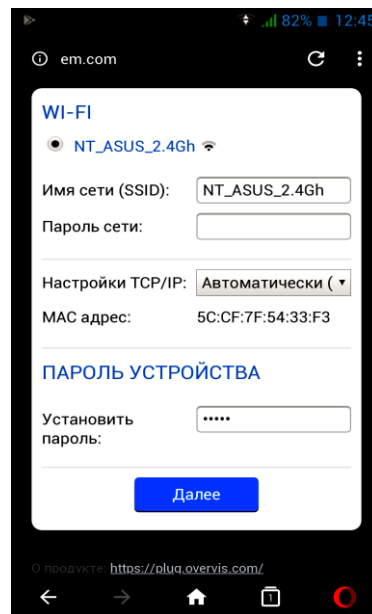 82% 12:45
em.com
WI-FI
NT_ASUS_2.4Gh
Имя сети (SSID): NT_ASUS_2.4Gh
Пароль сети:
Настройки TCP/IP: Автоматически (
MAC адрес: 5C:CF:7F:54:33:F3
ПАРОЛЬ УСТРОЙСТВА
Установить •••••
пароль:
Далее
О продукте: https://plug.overvis.com/
1